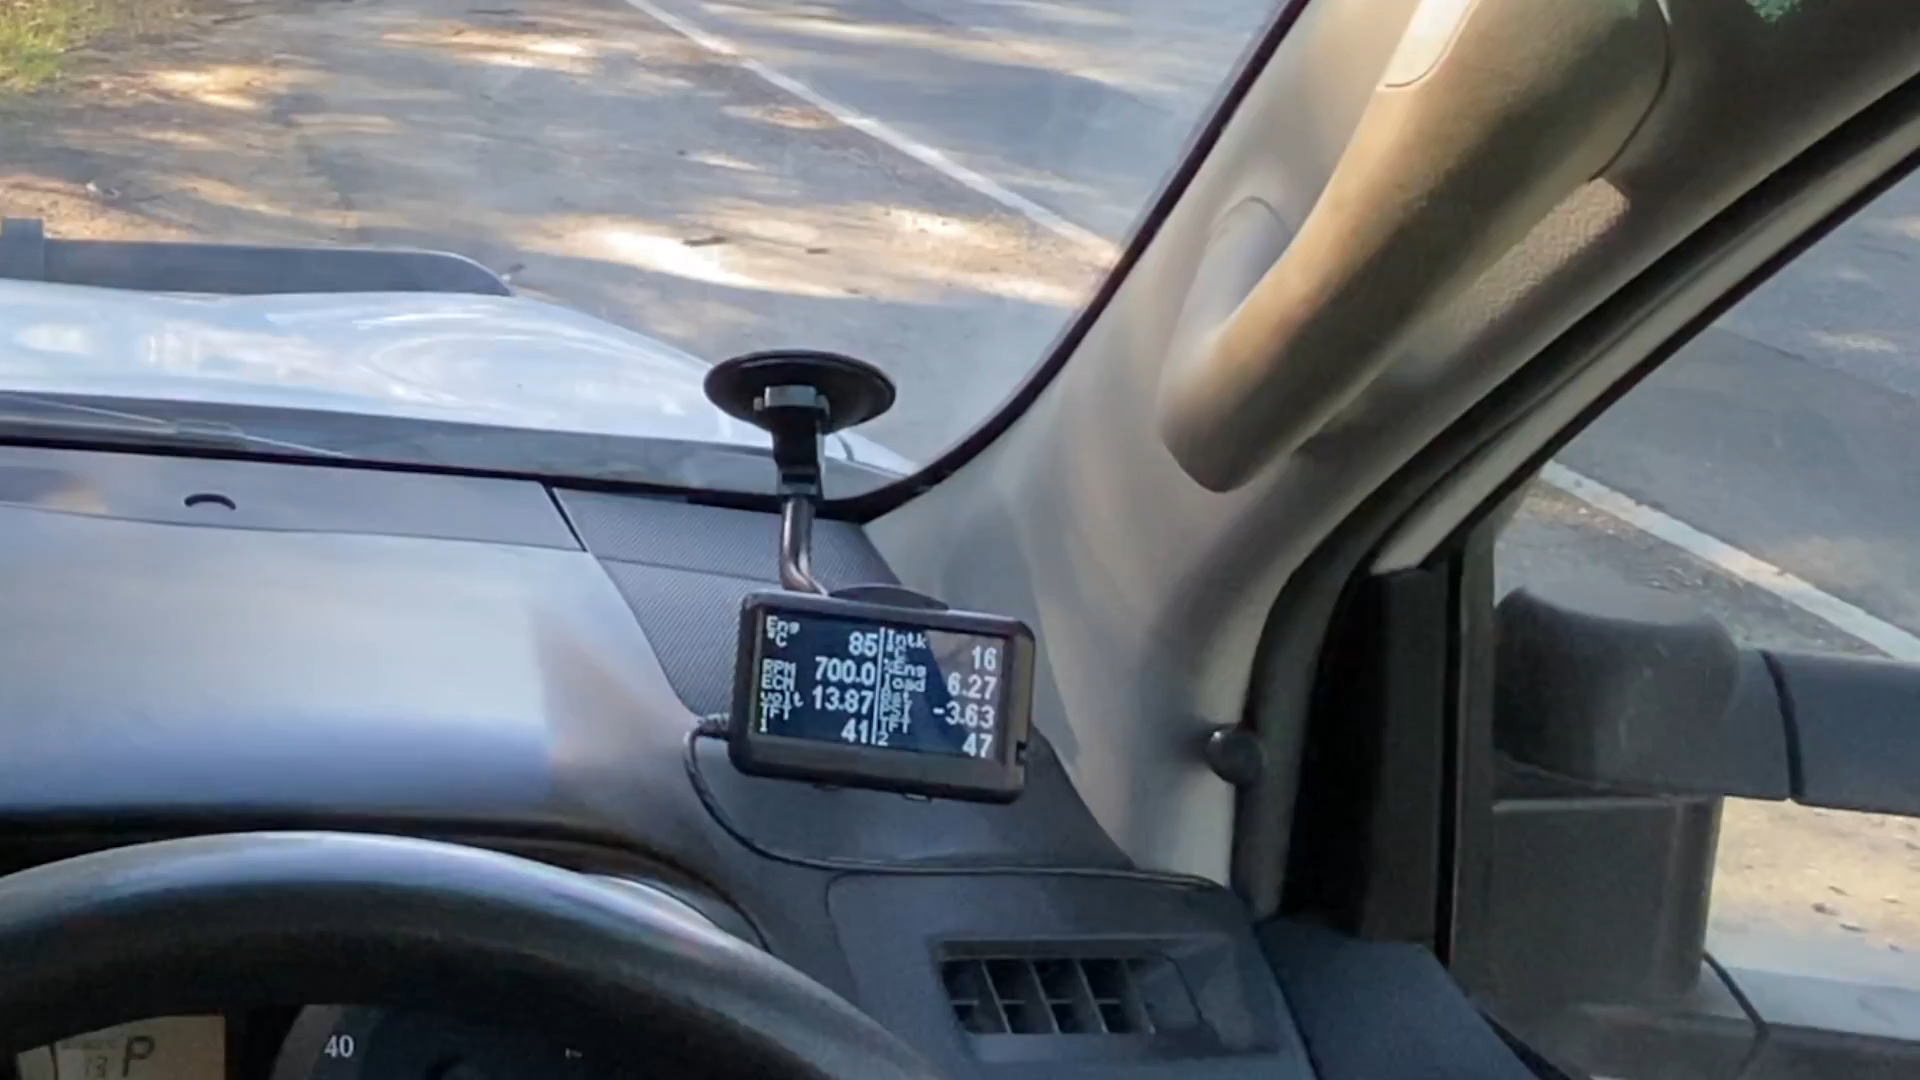 Eng °C 85 Intk °C 16
RPM 700.0 %Eng load 6.27
ECM volt 13.87 Bst PSI -3.63
TFT 1 41 TFT 2 47
13 P
40